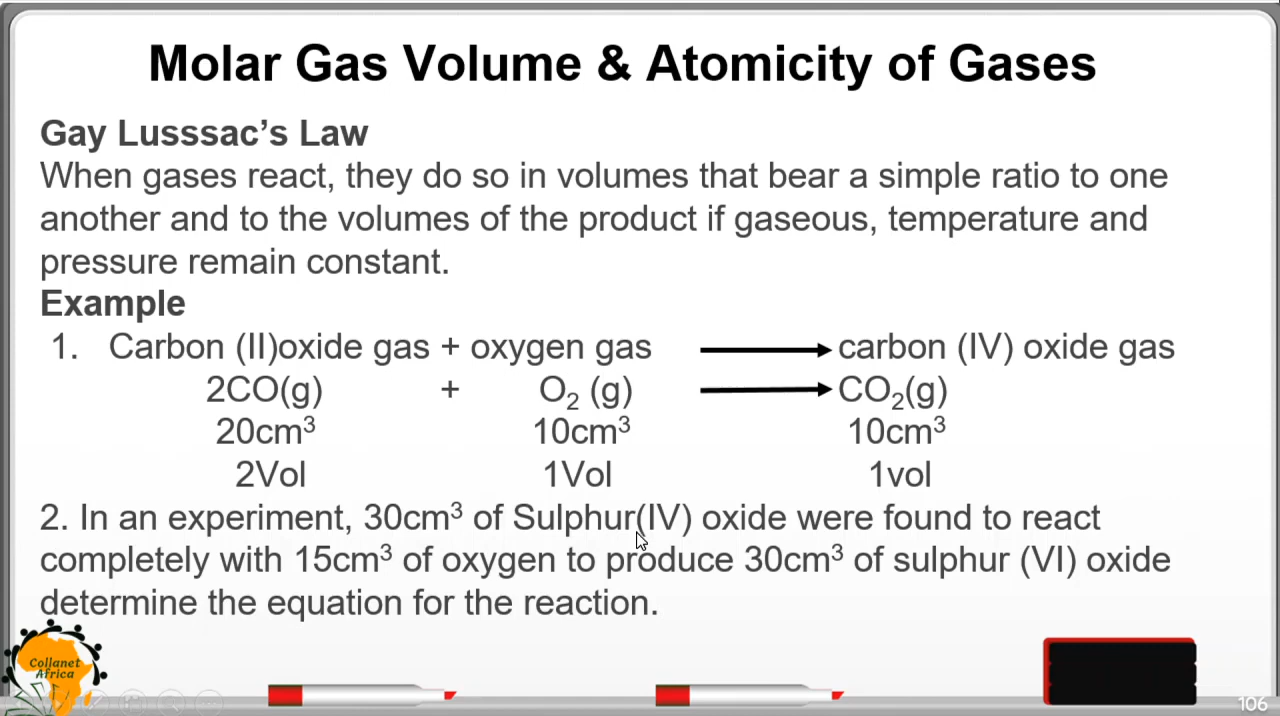 Molar Gas Volume & Atomicity of Gases
Gay Lusssac’s Law
When gases react, they do so in volumes that bear a simple ratio to one
another and to the volumes of the product if gaseous, temperature and
pressure remain constant.
Example
1. Carbon (II)oxide gas + oxygen gas ⟶ carbon (IV) oxide gas
2CO(g) + O₂ (g) ⟶ CO₂(g)
20cm³ 10cm³ 10cm³
2Vol 1Vol 1vol
2. In an experiment, 30cm³ of Sulphur(IV) oxide were found to react
completely with 15cm³ of oxygen to produce 30cm³ of sulphur (VI) oxide
determine the equation for the reaction.
Collanet
Africa
106